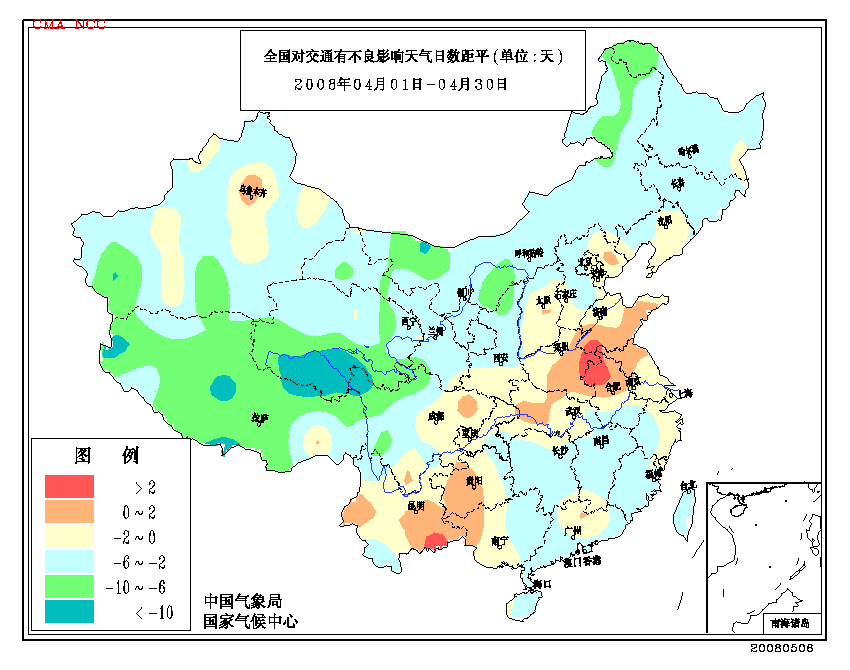 CMA NCC
全国对交通有不良影响天气日数距平(单位:天)
2008年04月01日-04月30日
哈尔滨
长春
乌鲁木齐
沈阳
呼和浩特
北京
天津
银川
太原
石家庄
济南
西宁
兰州
郑州
西安
合肥
南京
上海
拉萨
成都
武汉
重庆
南昌
长沙
贵阳
福州
台北
昆明
广州
南宁
澳门
香港
海口
图 例
>2
0~2
-2~0
-6~-2
-10~-6
<-10
中国气象局
国家气候中心
南海诸岛
20080506